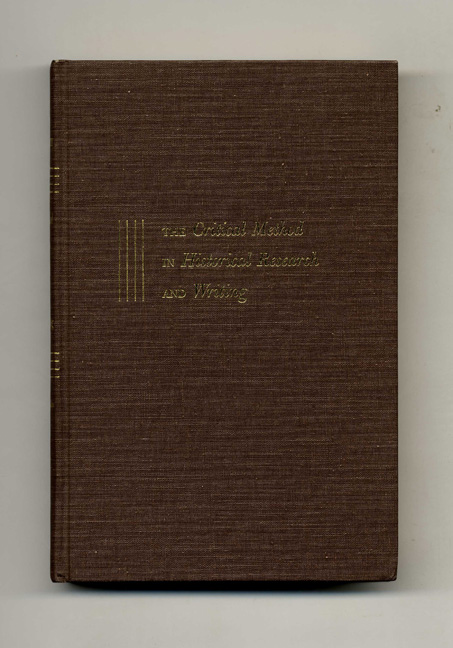 THE Critical Method
IN Historical Research
AND Writing